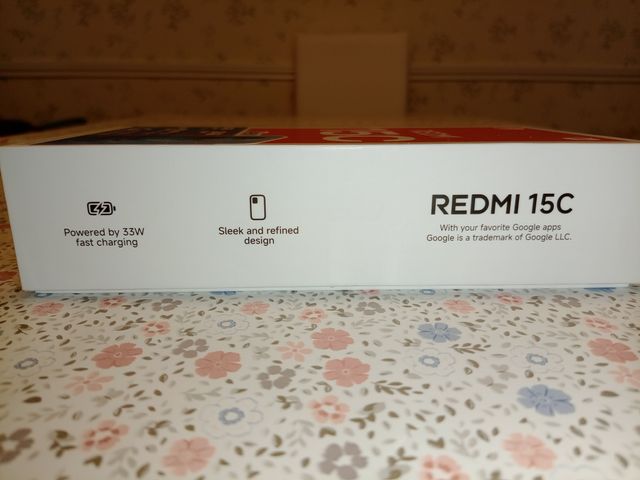 Powered by 33W
fast charging
Sleek and refined
design
REDMI 15C
With your favorite Google apps
Google is a trademark of Google LLC.